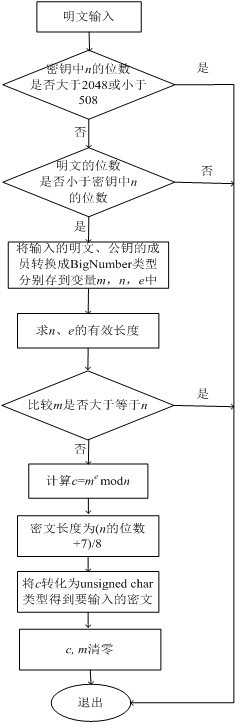 明文输入
密钥中n的位数
是否大于2048或小于
508
是
否
明文的位数
是否小于密钥中n
的位数
否
是
将输入的明文、公钥的成
员转换成BigNumber类型
分别存到变量m，n，e中
求n、e的有效长度
比较m是否大于等于n
是
否
计算c=mᵉ modn
密文长度为(n的位数
+7)/8
将c转化为unsigned char
类型得到要输入的密文
c, m清零
退出